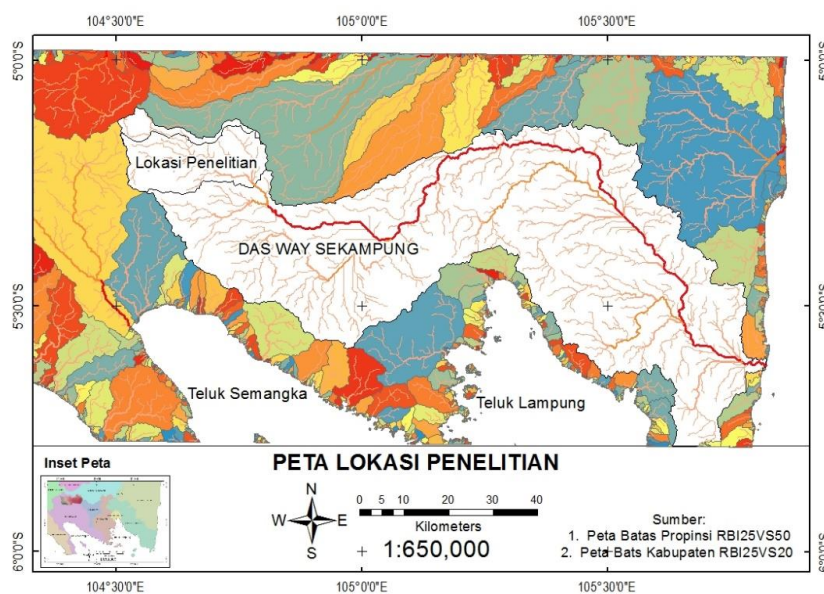 104°30'0"E
105°0'0"E
105°30'0"E
5°0'0"S
5°0'0"S
Lokasi Penelitian
DAS WAY SEKAMPUNG
5°30'0"S
5°30'0"S
Teluk Semangka
Teluk Lampung
Inset Peta
PETA LOKASI PENELITIAN
N
W E
S
0 5 10 20 30 40
Kilometers
1:650,000
Sumber:
1. Peta Batas Propinsi RBI25VS50
2. Peta Bats Kabupaten RBI25VS20
6°0'0"S
6°0'0"S
104°30'0"E
105°0'0"E
105°30'0"E